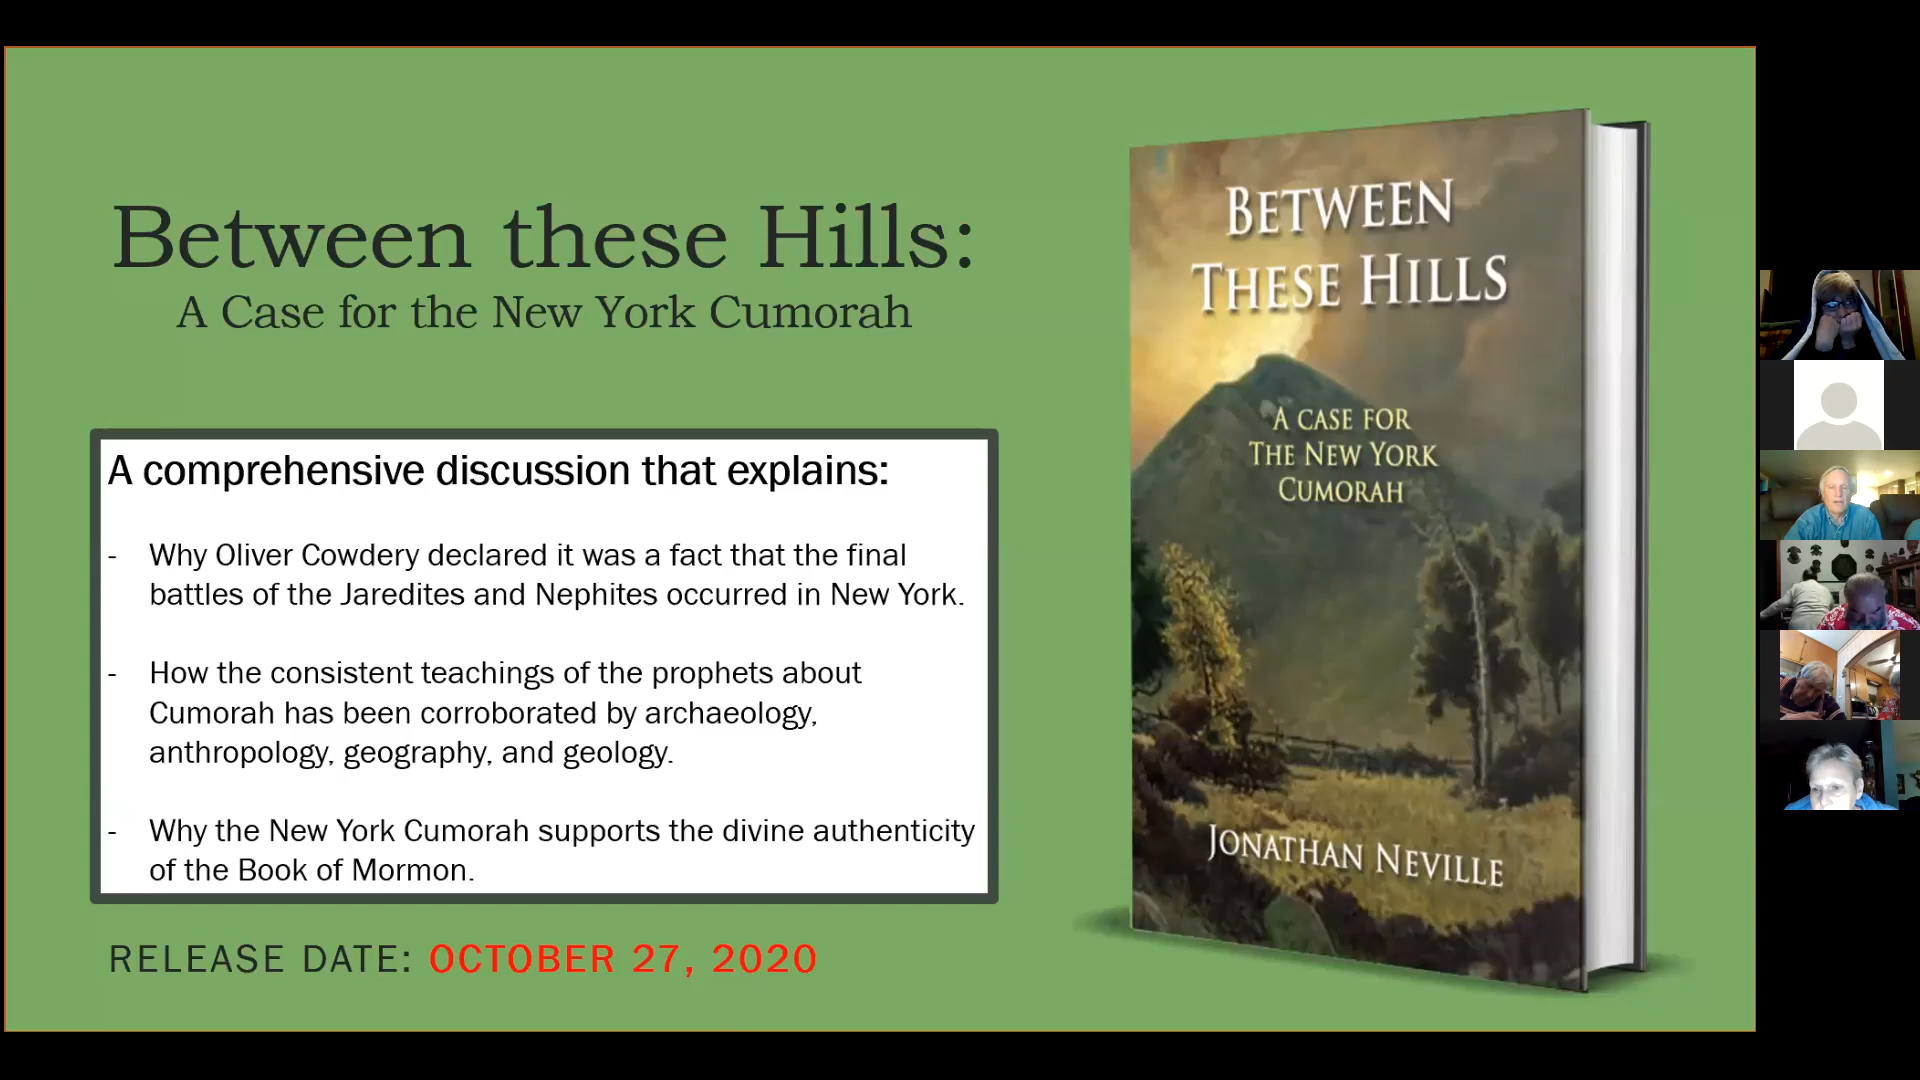 Between these Hills:
A Case for the New York Cumorah
A comprehensive discussion that explains:
- Why Oliver Cowdery declared it was a fact that the final
battles of the Jaredites and Nephites occurred in New York.
- How the consistent teachings of the prophets about
Cumorah has been corroborated by archaeology,
anthropology, geography, and geology.
- Why the New York Cumorah supports the divine authenticity
of the Book of Mormon.
RELEASE DATE: OCTOBER 27, 2020
BETWEEN
THESE HILLS
A CASE FOR
THE NEW YORK
CUMORAH
JONATHAN NEVILLE